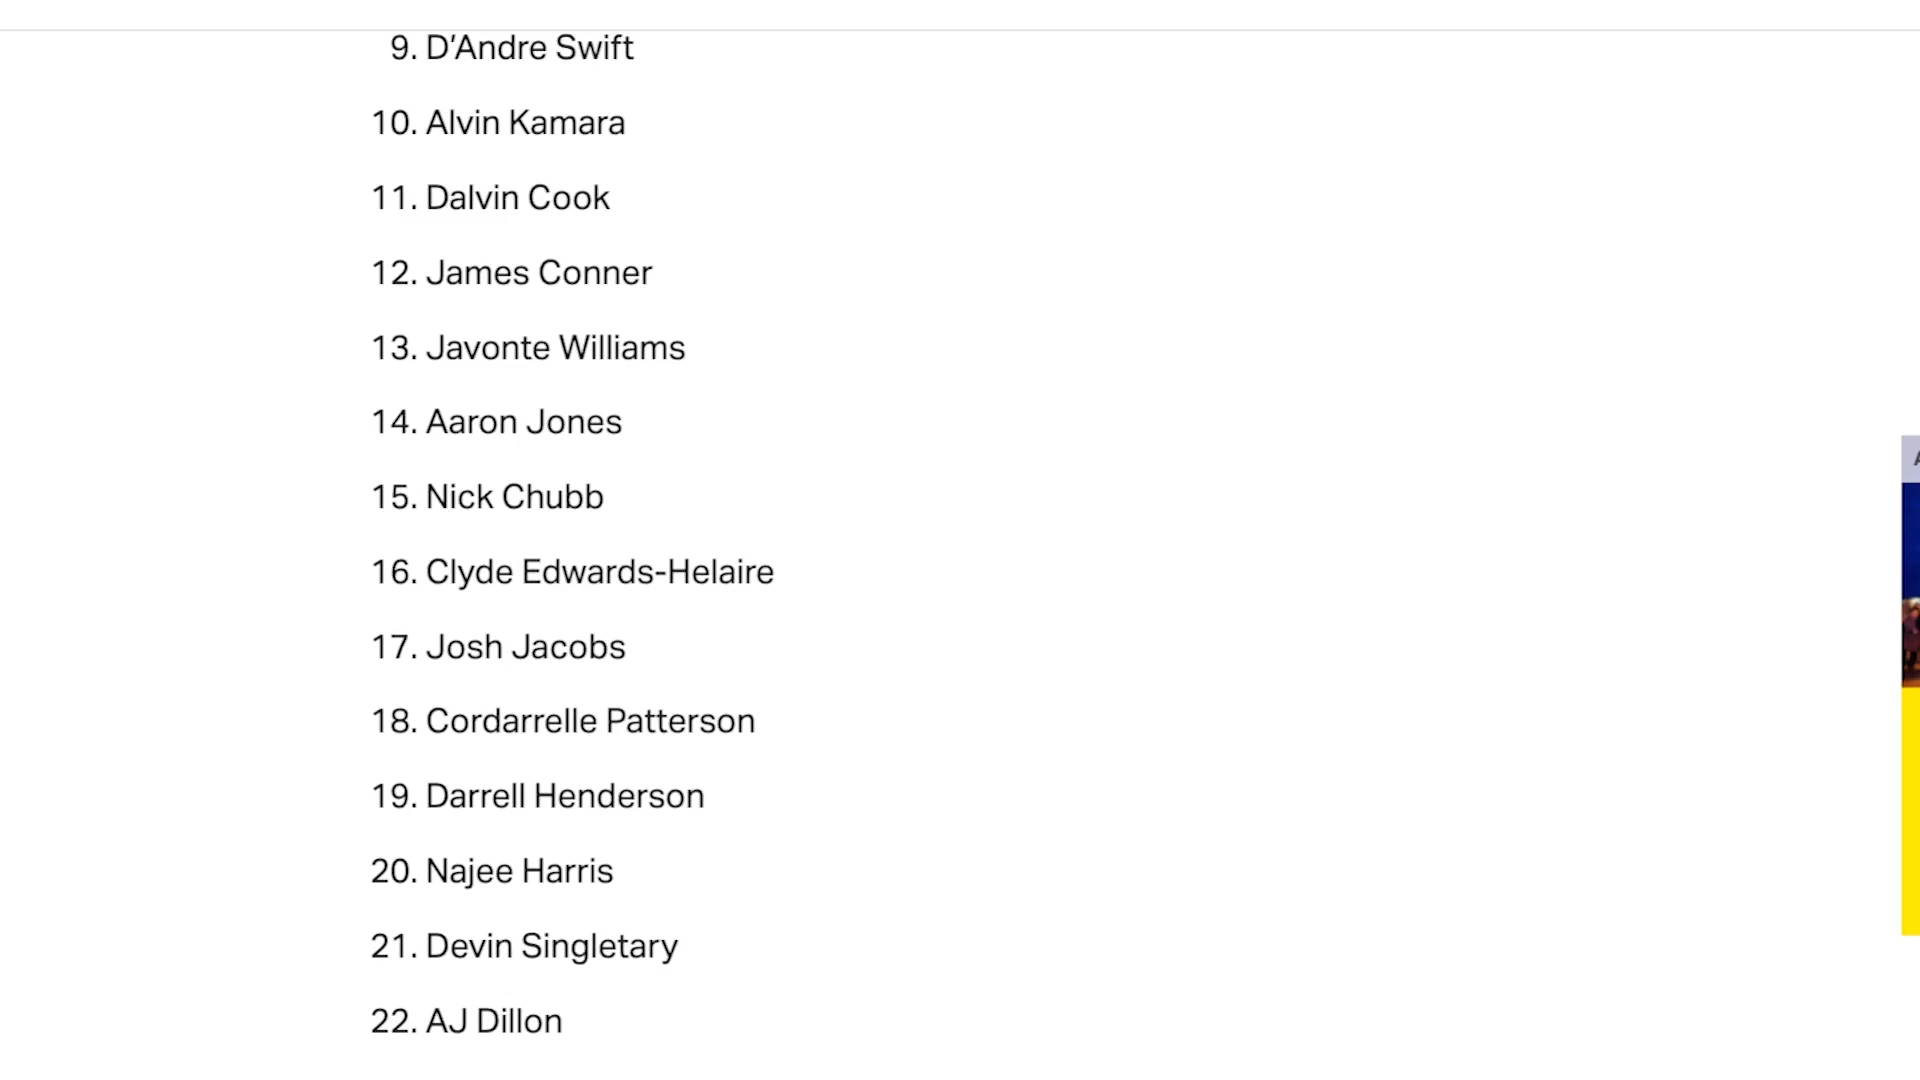 9. D’Andre Swift
10. Alvin Kamara
11. Dalvin Cook
12. James Conner
13. Javonte Williams
14. Aaron Jones
15. Nick Chubb
16. Clyde Edwards-Helaire
17. Josh Jacobs
18. Cordarrelle Patterson
19. Darrell Henderson
20. Najee Harris
21. Devin Singletary
22. AJ Dillon